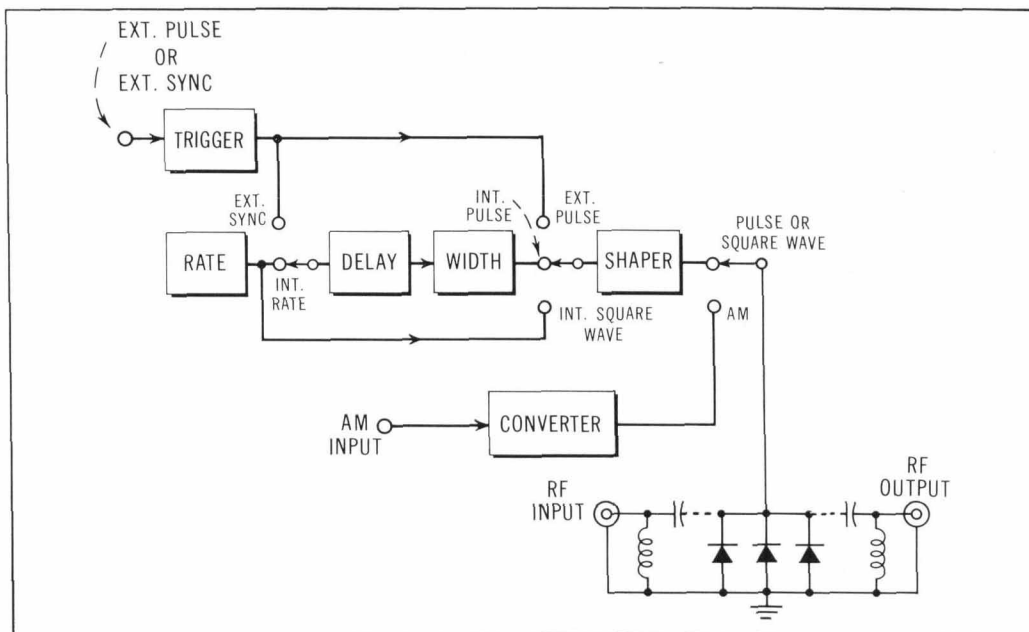 EXT. PULSE
OR
EXT. SYNC
TRIGGER
EXT.
SYNC
INT.
PULSE
EXT.
PULSE
PULSE OR
SQUARE WAVE
RATE
INT.
RATE
DELAY
WIDTH
SHAPER
INT. SQUARE
WAVE
AM
AM
INPUT
CONVERTER
RF
INPUT
RF
OUTPUT